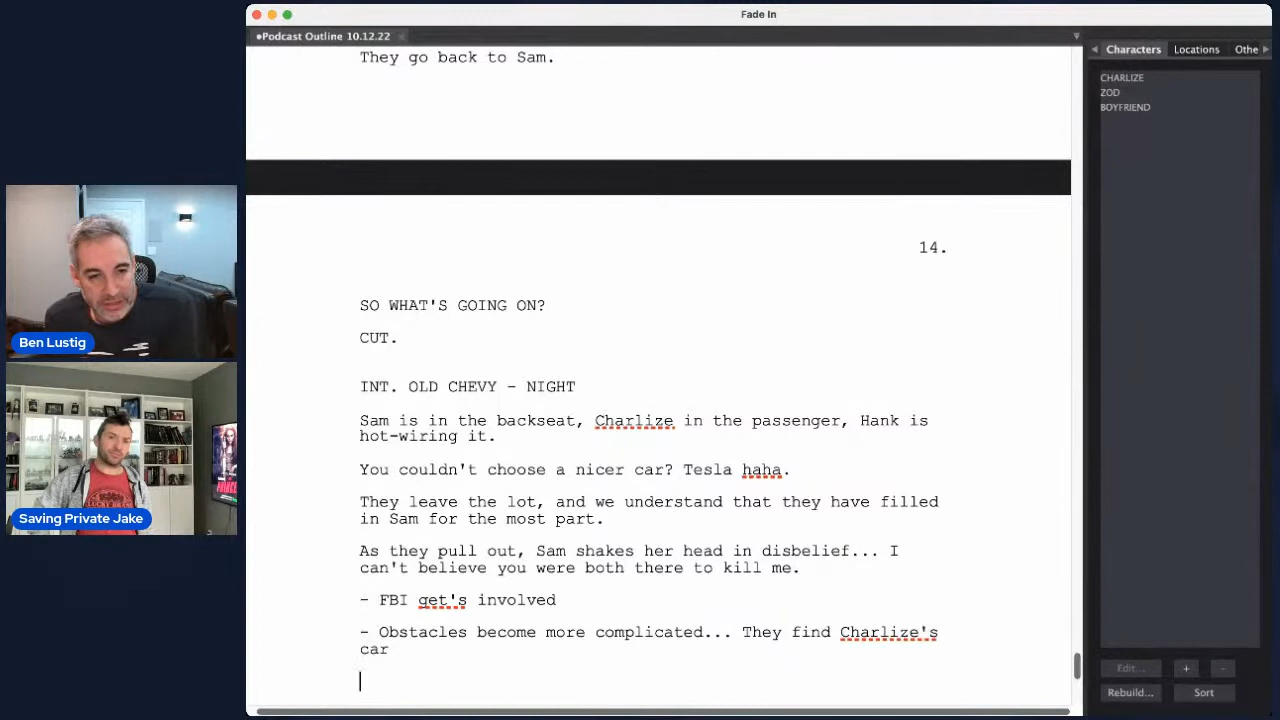 Fade In
•Podcast Outline 10.12.22
Characters Locations Othe
They go back to Sam.
CHARLIZE
ZOD
BOYFRIEND
14.
SO WHAT'S GOING ON?
CUT.
INT. OLD CHEVY - NIGHT
Sam is in the backseat, Charlize in the passenger, Hank is
hot-wiring it.
You couldn't choose a nicer car? Tesla haha.
They leave the lot, and we understand that they have filled
in Sam for the most part.
As they pull out, Sam shakes her head in disbelief... I
can't believe you were both there to kill me.
- FBI get's involved
- Obstacles become more complicated... They find Charlize's
car
Ben Lustig
Saving Private Jake
Edit... + -
Rebuild... Sort